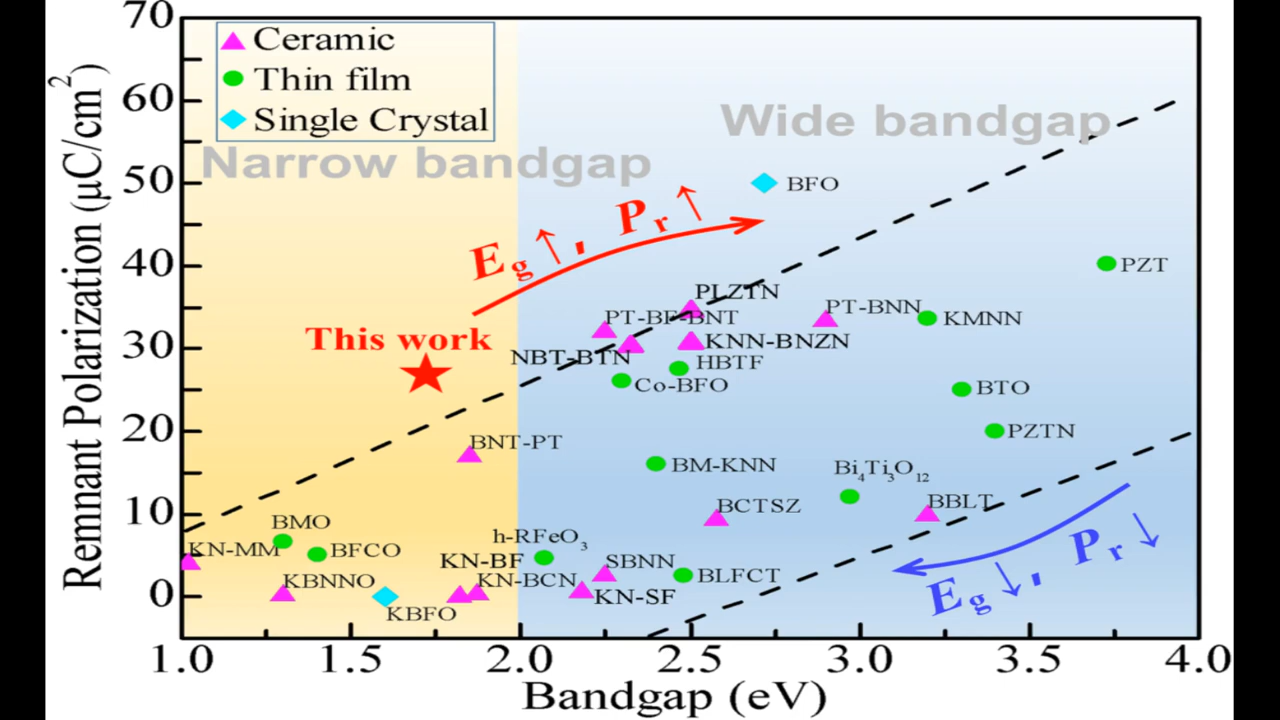 70
60
50
40
30
20
10
0
Remnant Polarization (μC/cm²)
Ceramic
Thin film
Single Crystal
Narrow bandgap
Wide bandgap
BFO
E_g ↑, P_r ↑
PZT
PLZTN
PT-BF-BNT
PT-BNN
KMNN
This work
KNN-BNZN
NBT-BTN
HBTF
Co-BFO
BTO
PZTN
BNT-PT
BM-KNN
Bi₄Ti₃O₁₂
BCTSZ
BBLT
BMO
h-RFeO₃
KN-MM
BFCO
KN-BF
SBNN
KBNNO
KN-BCN
BLFCT
KN-SF
KBFO
E_g ↓, P_r ↓
1.0 1.5 2.0 2.5 3.0 3.5 4.0
Bandgap (eV)